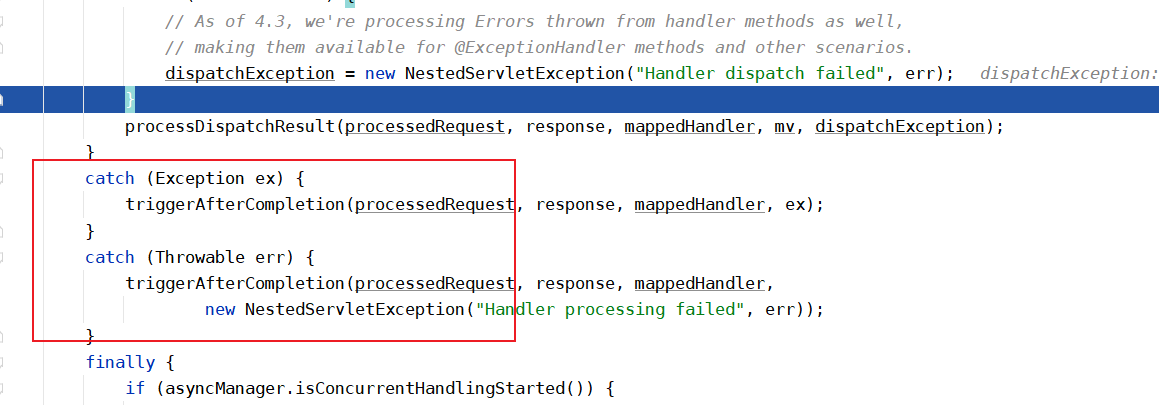 // As of 4.3, we're processing Errors thrown from handler methods as well,
// making them available for @ExceptionHandler methods and other scenarios.
dispatchException = new NestedServletException("Handler dispatch failed", err);   dispatchException:
}
processDispatchResult(processedRequest, response, mappedHandler, mv, dispatchException);
}
catch (Exception ex) {
triggerAfterCompletion(processedRequest, response, mappedHandler, ex);
}
catch (Throwable err) {
triggerAfterCompletion(processedRequest, response, mappedHandler,
new NestedServletException("Handler processing failed", err));
}
finally {
if (asyncManager.isConcurrentHandlingStarted()) {